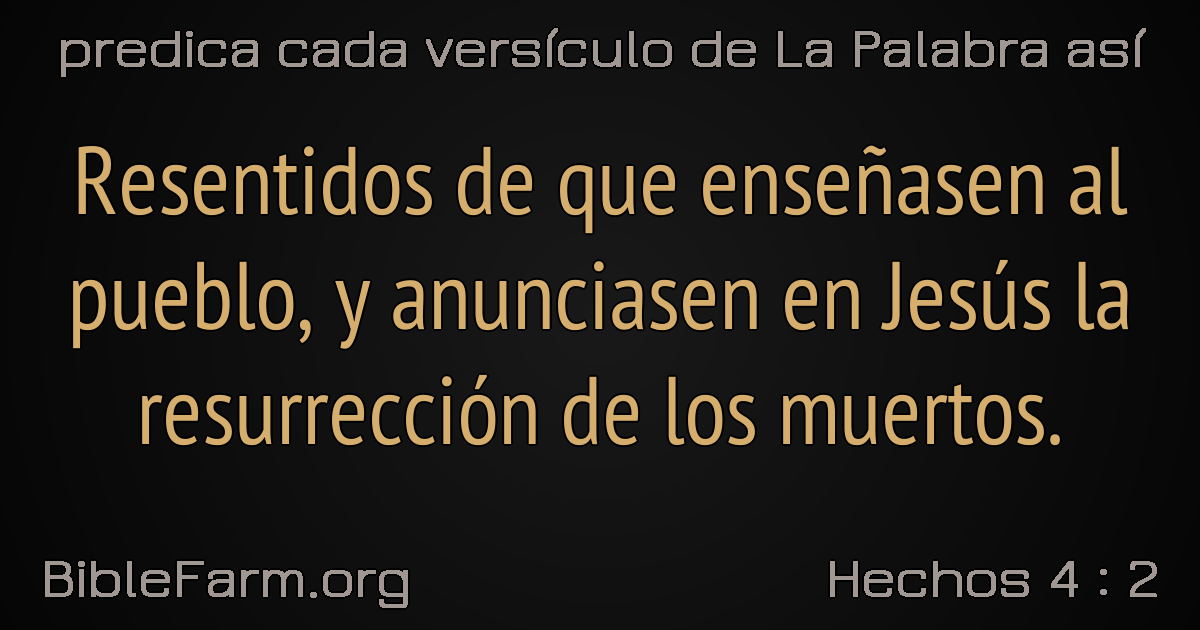 predica cada versículo de La Palabra así
Resentidos de que enseñasen al
pueblo, y anunciasen en Jesús la
resurrección de los muertos.
BibleFarm.org
Hechos 4 : 2